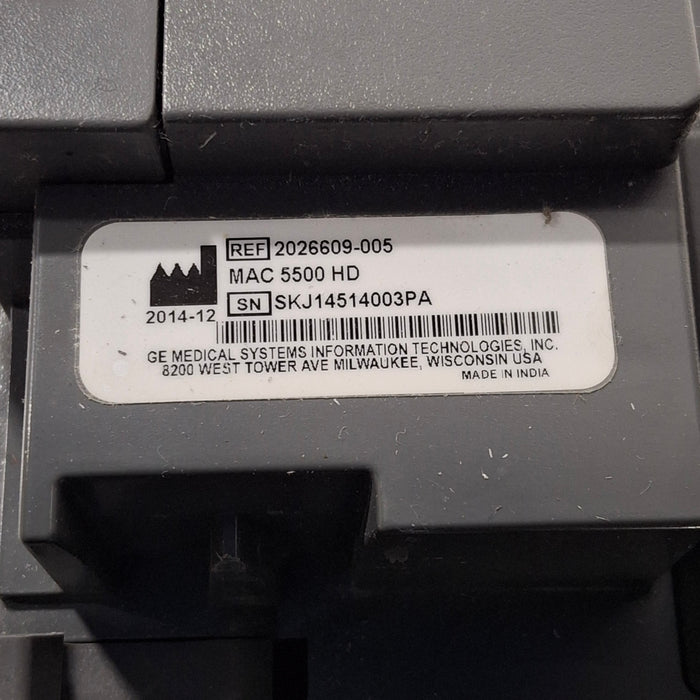 REF 2026609-005
MAC 5500 HD
SN SKJ14514003PA
2014-12
GE MEDICAL SYSTEMS INFORMATION TECHNOLOGIES, INC.
8200 WEST TOWER AVE MILWAUKEE, WISCONSIN USA
MADE IN INDIA